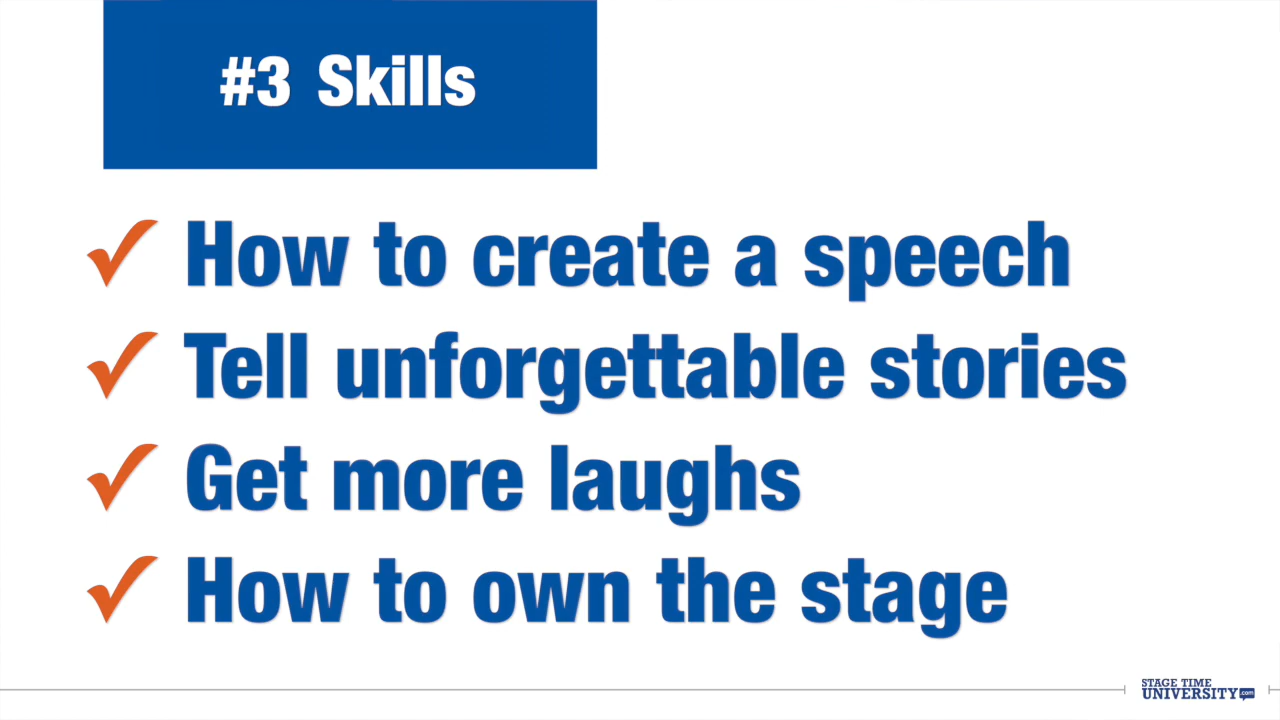 #3 Skills
How to create a speech
Tell unforgettable stories
Get more laughs
How to own the stage
STAGE TIME
UNIVERSITY.com